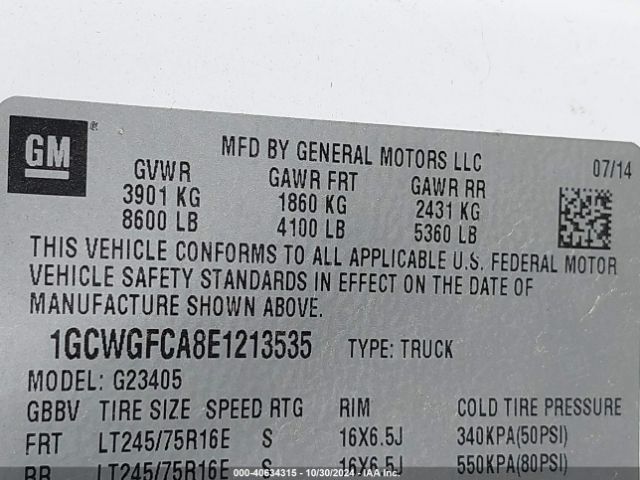 GM®
MFD BY GENERAL MOTORS LLC
07/14
GVWR GAWR FRT GAWR RR
3901 KG 1860 KG 2431 KG
8600 LB 4100 LB 5360 LB
THIS VEHICLE CONFORMS TO ALL APPLICABLE U.S. FEDERAL MOTOR
VEHICLE SAFETY STANDARDS IN EFFECT ON THE DATE OF
MANUFACTURE SHOWN ABOVE.
1GCWGFCA8E1213535 TYPE: TRUCK
MODEL: G23405
GBBV TIRE SIZE SPEED RTG RIM COLD TIRE PRESSURE
FRT LT245/75R16E S 16X6.5J 340KPA(50PSI)
RR LT245/75R16E S 16X6.5J 550KPA(80PSI)
000-40634315 - 10/30/2024 - IAA Inc.